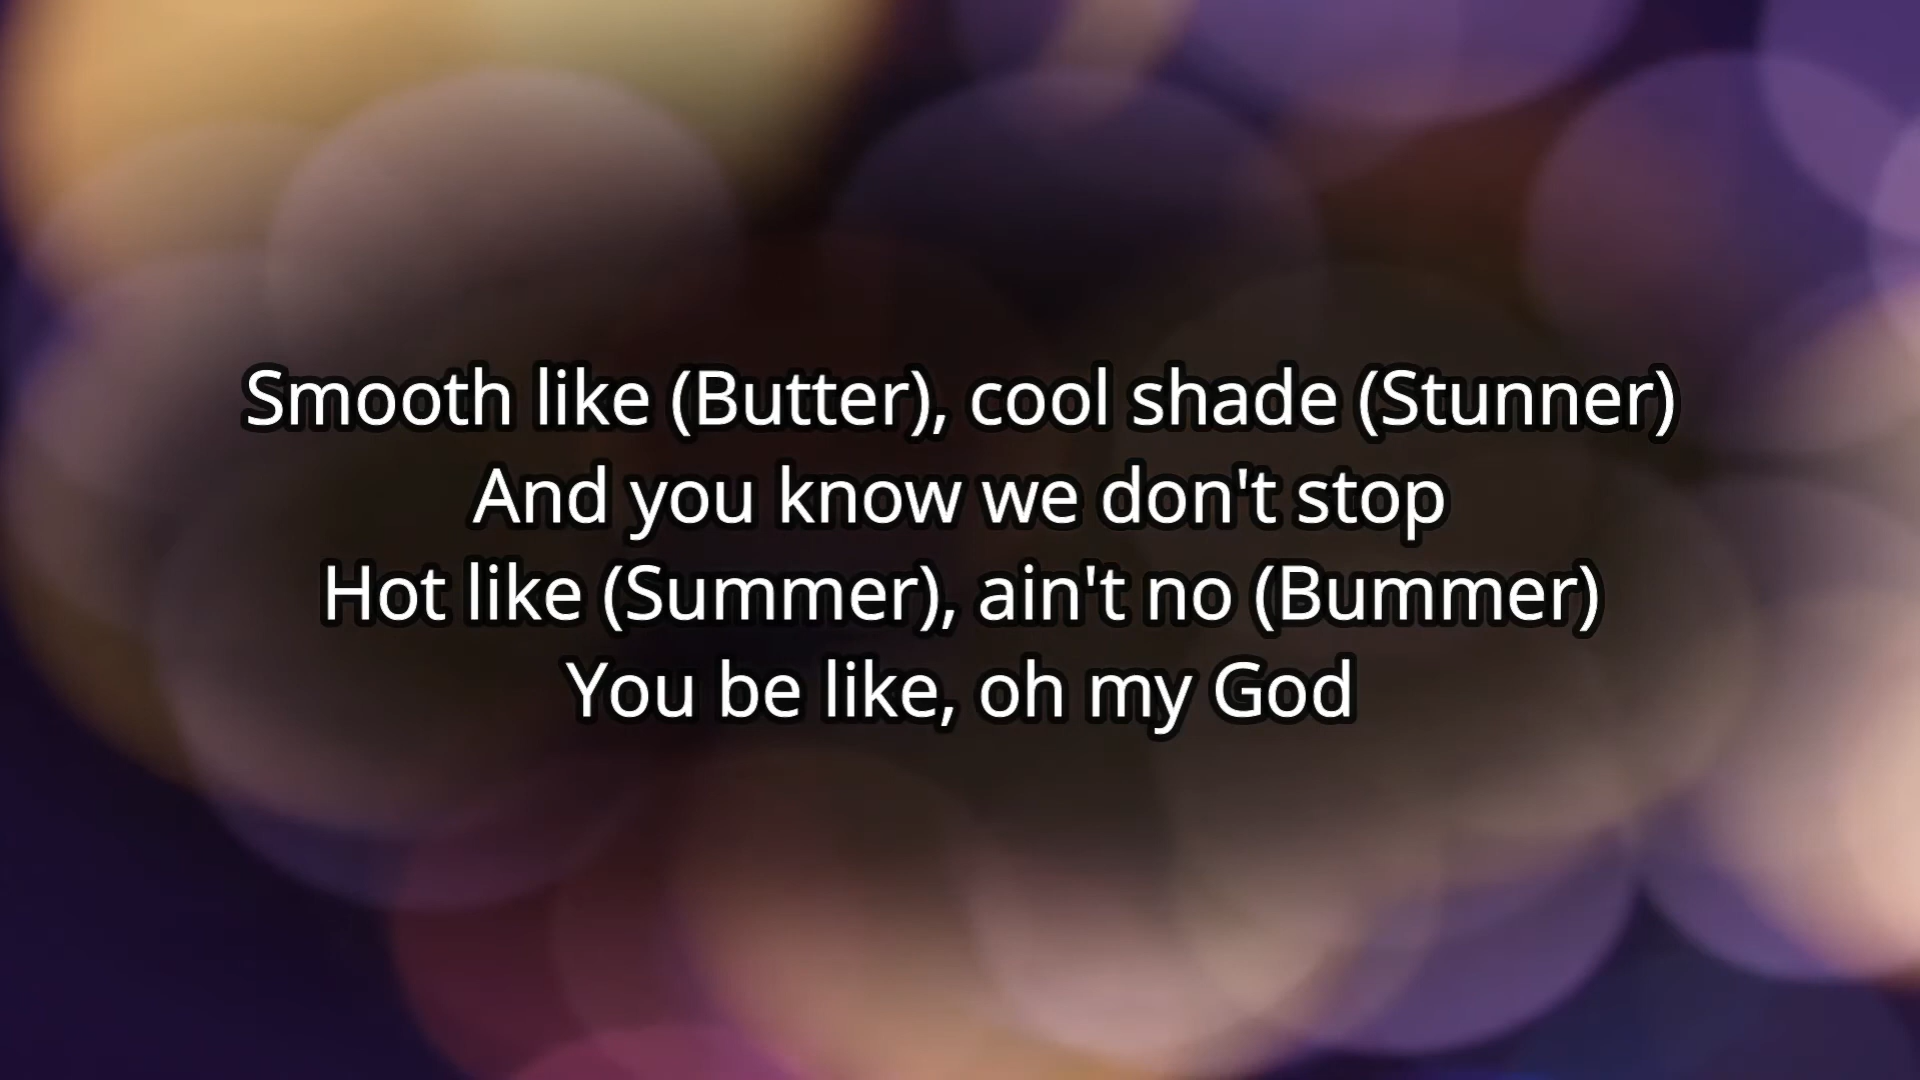 Smooth like (Butter), cool shade (Stunner)
And you know we don't stop
Hot like (Summer), ain't no (Bummer)
You be like, oh my God